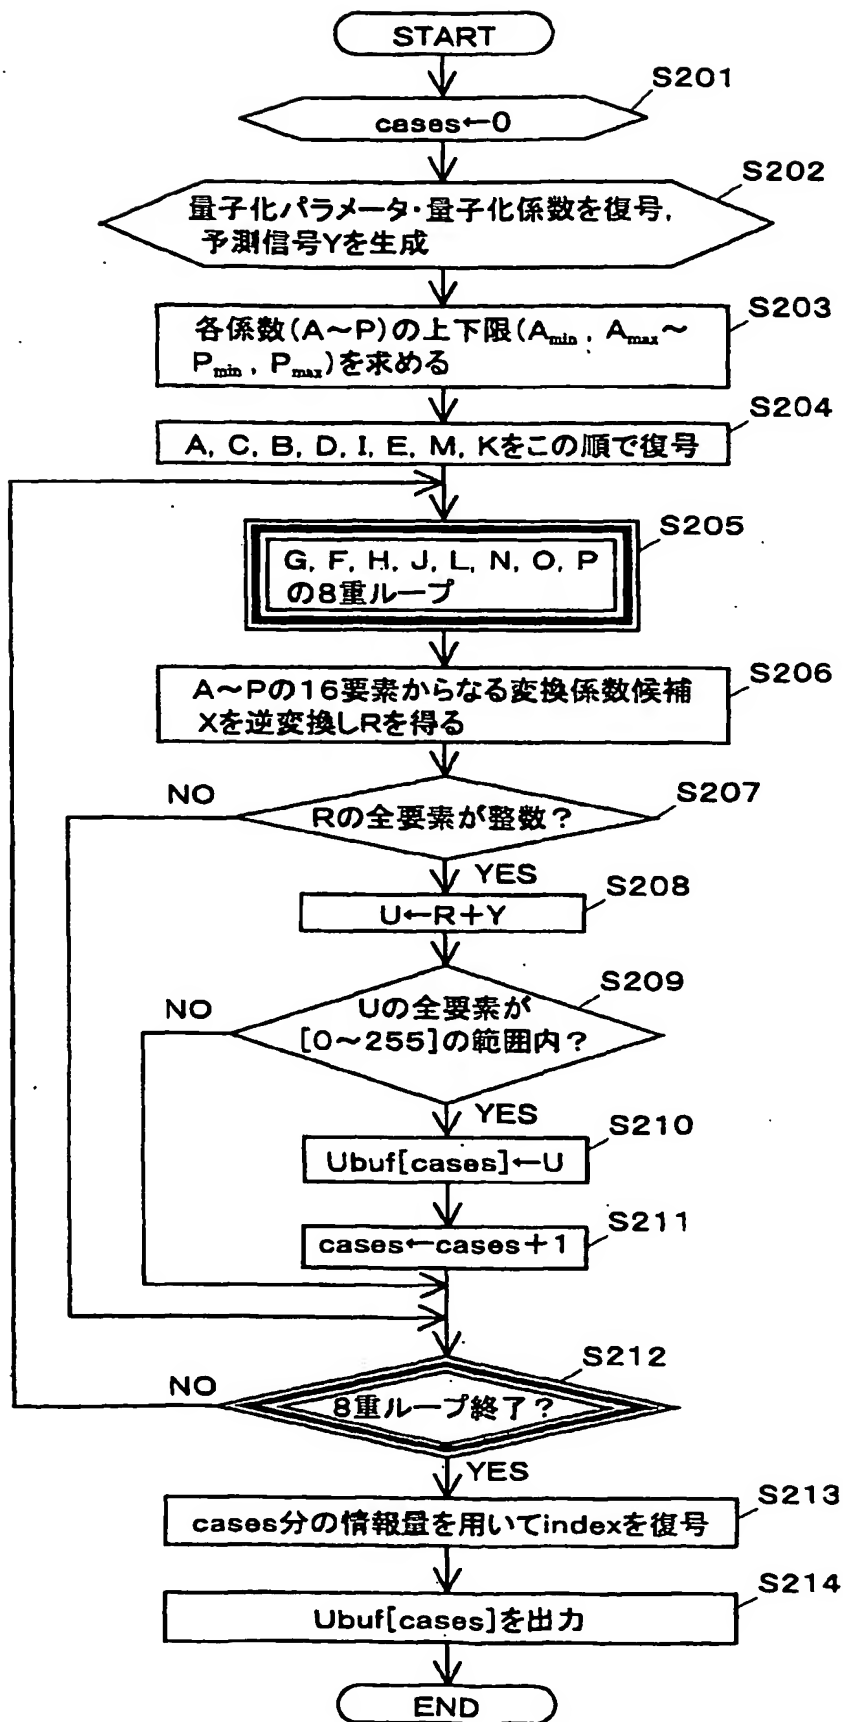 START
S201
cases←0
S202
量子化パラメータ・量子化係数を復号,
予測信号Yを生成
S203
各係数(A~P)の上下限(Amin, Amax~
Pmin, Pmax)を求める
S204
A, C, B, D, I, E, M, Kをこの順で復号
S205
G, F, H, J, L, N, O, P
の8重ループ
S206
A~Pの16要素からなる変換係数候補
Xを逆変換しRを得る
S207
NO
Rの全要素が整数?
YES
S208
U←R+Y
S209
NO
Uの全要素が
[0~255]の範囲内?
YES
S210
Ubuf[cases]←U
S211
cases←cases+1
S212
NO
8重ループ終了?
YES
S213
cases分の情報量を用いてindexを復号
S214
Ubuf[cases]を出力
END